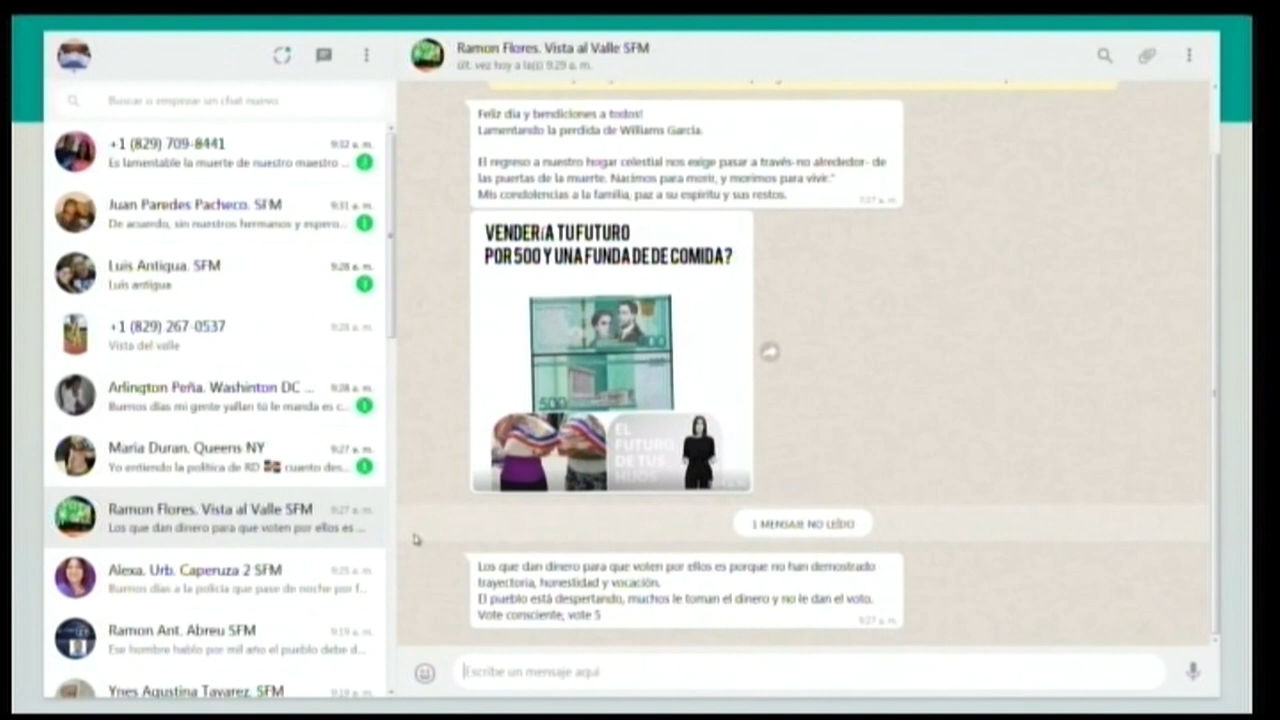 Buscar o empezar un chat nuevo
+1 (829) 709-8441
9:32 a. m.
Es lamentable la muerte de nuestro maestro ...
Juan Paredes Pacheco. SFM
9:31 a. m.
De acuerdo, sin nuestros hermanos y espero...
Luis Antigua. SFM
9:28 a. m.
Luis antigua
+1 (829) 267-0537
9:28 a. m.
Vista del valle
Arlington Peña. Washinton DC ...
9:28 a. m.
Buenos días mi gente yallan tú le manda es c...
Maria Duran. Queens NY
9:27 a. m.
Yo entiendo la política de RD cuanto des...
Ramon Flores. Vista al Valle SFM
9:27 a. m.
Los que dan dinero para que voten por ellos es ...
Alexa. Urb. Caperuza 2 SFM
9:25 a. m.
Buenos días a la policía que pase de noche por f...
Ramon Ant. Abreu SFM
9:19 a. m.
Ese hombre hablo por mil año el pueblo debe d...
Ynes Agustina Tavarez. SFM
Ramon Flores. Vista al Valle SFM
últ. vez hoy a la(s) 9:29 a. m.
Feliz día y bendiciones a todos!
Lamentando la perdida de Williams García.
El regreso a nuestro hogar celestial nos exige pasar a través-no alrededor- de
las puertas de la muerte. Nacimos para morir, y morimos para vivir."
Mis condolencias a la familia, paz a su espíritu y sus restos.
VENDERíA TU FUTURO
POR 500 Y UNA FUNDA DE DE COMIDA?
500
EL
FUTURO
DE TUS
HIJOS
1 MENSAJE NO LEÍDO
Los que dan dinero para que voten por ellos es porque no han demostrado
trayectoria, honestidad y vocación.
El pueblo está despertando, muchos le toman el dinero y no le dan el voto.
Vote consciente, vote 5
9:27 a. m.
Escribe un mensaje aquí